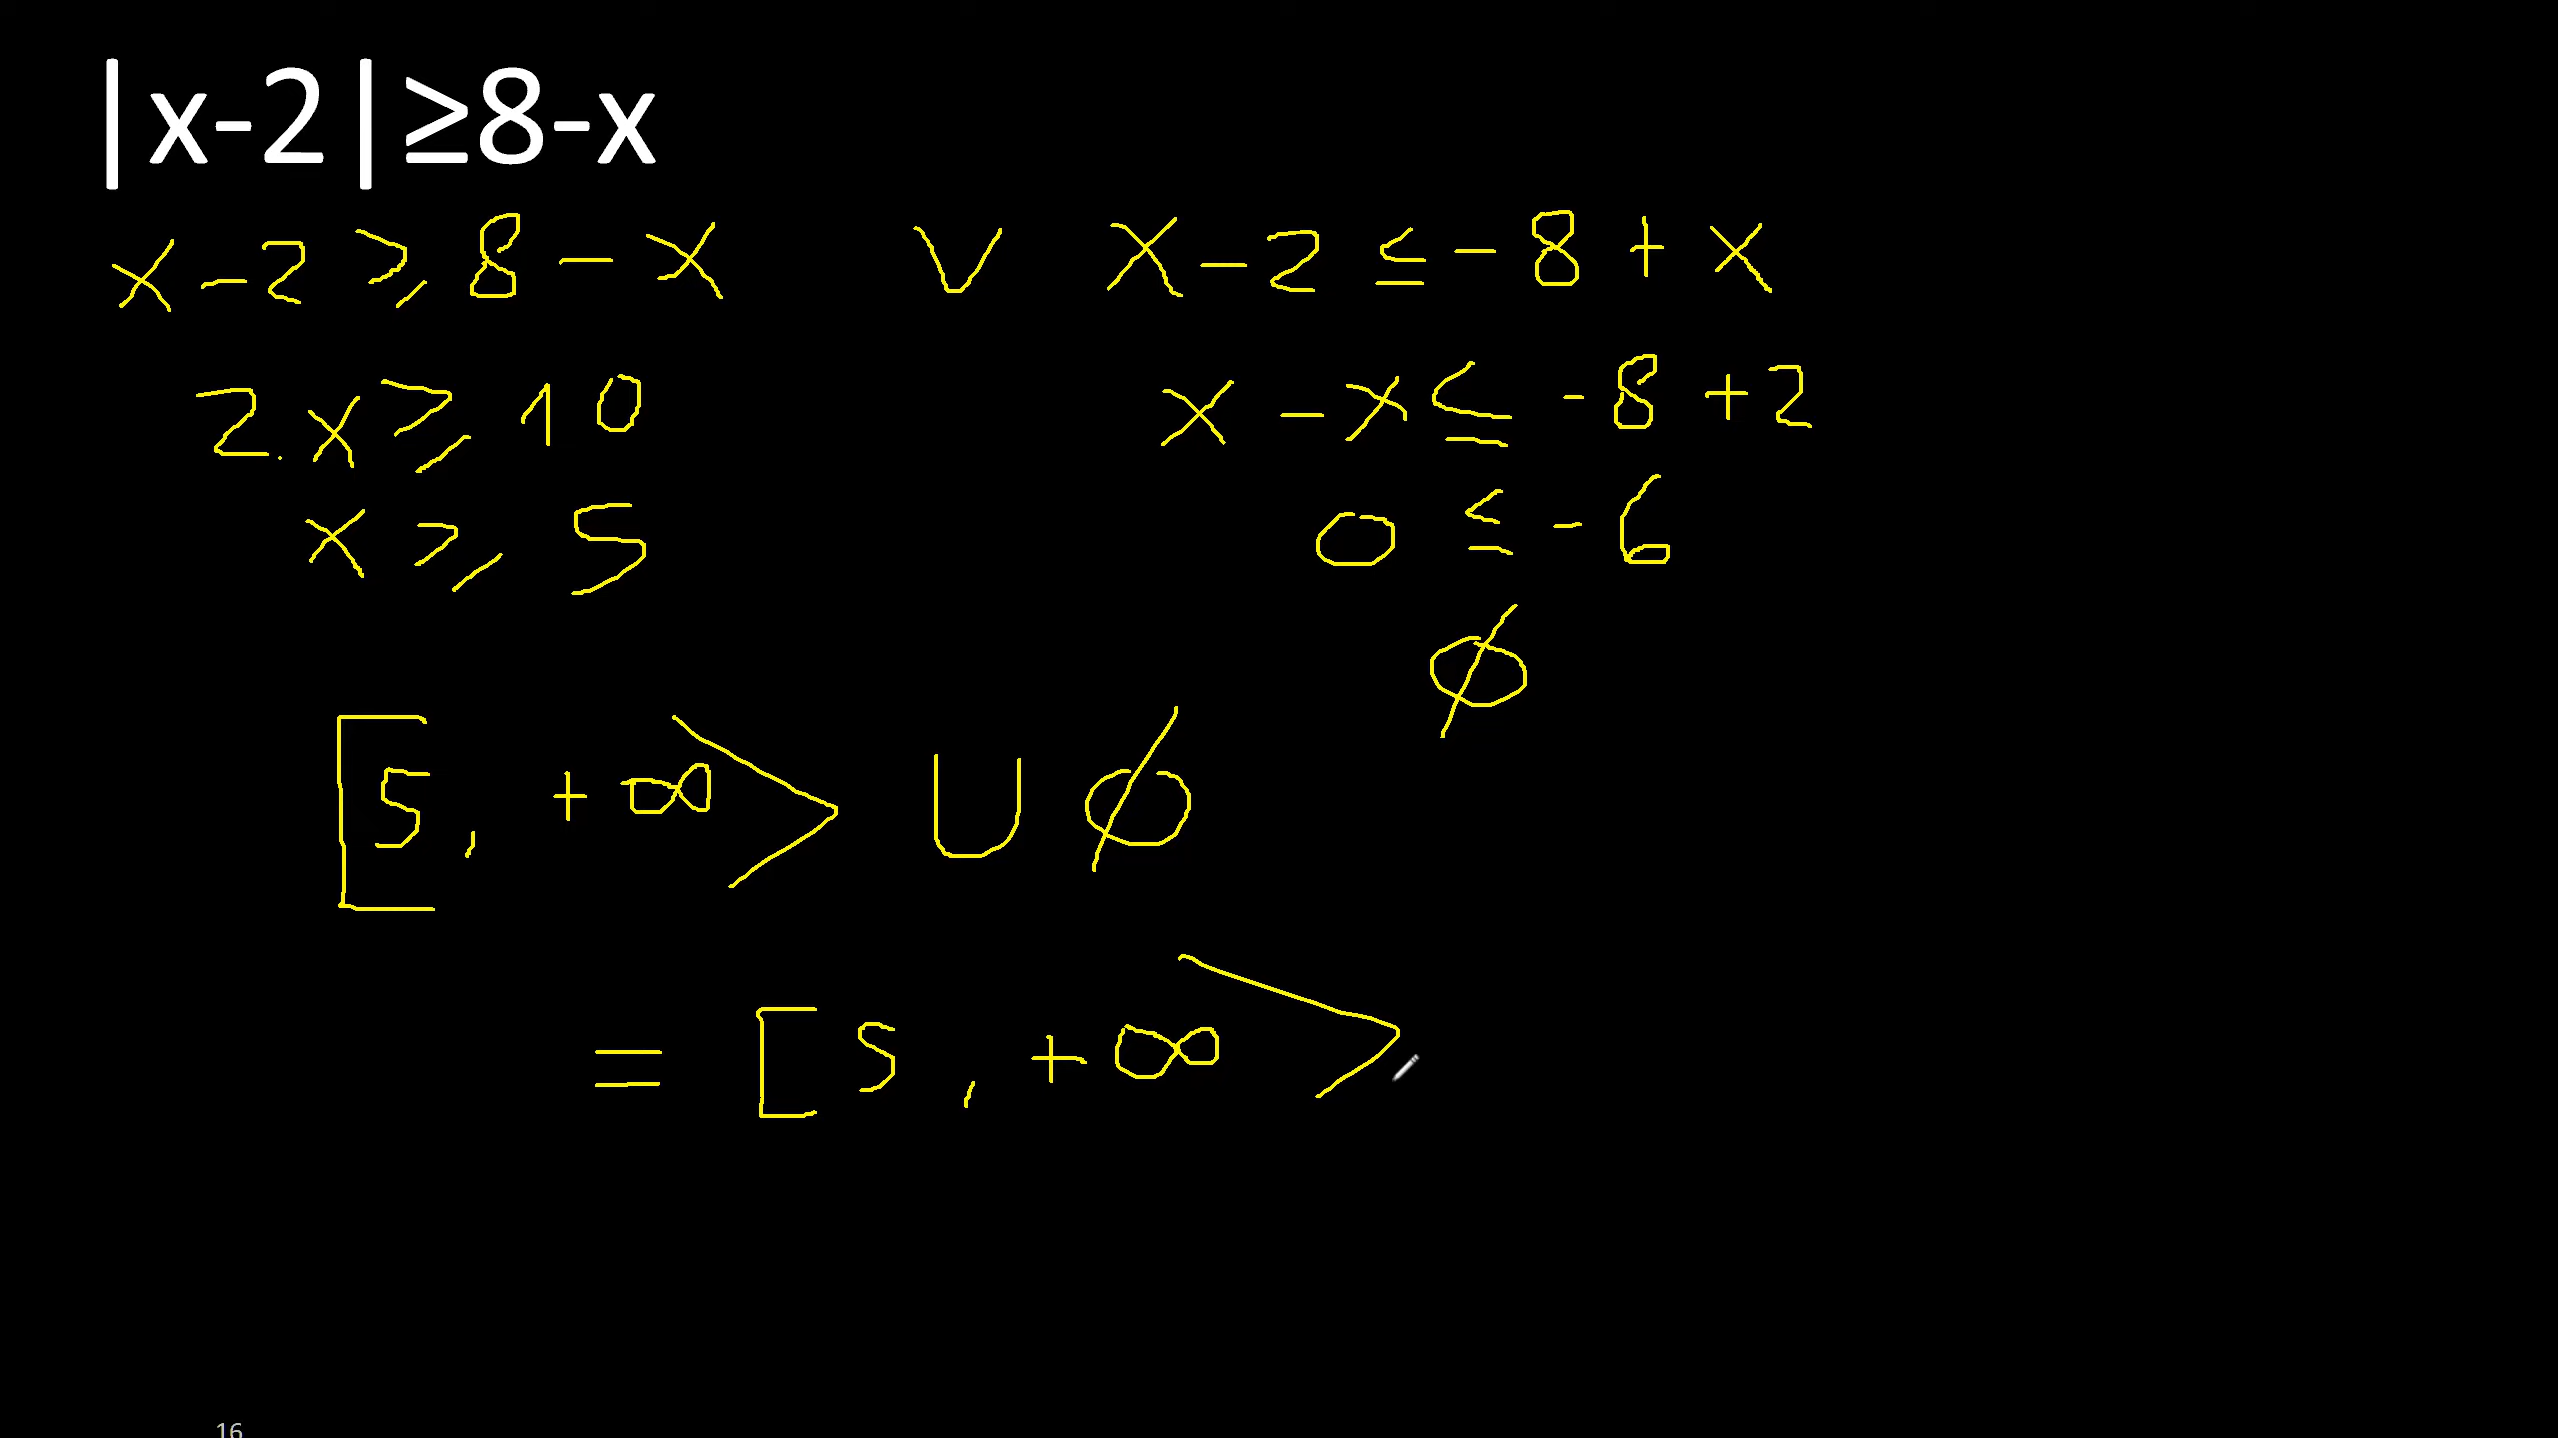 |x-2|≥8-x
x-2≥8-x ∨ x-2≤-8+x
2x≥10 x-x≤-8+2
x≥5 0≤-6
∅
[5, +∞> ∪ ∅
= [5, +∞>
16